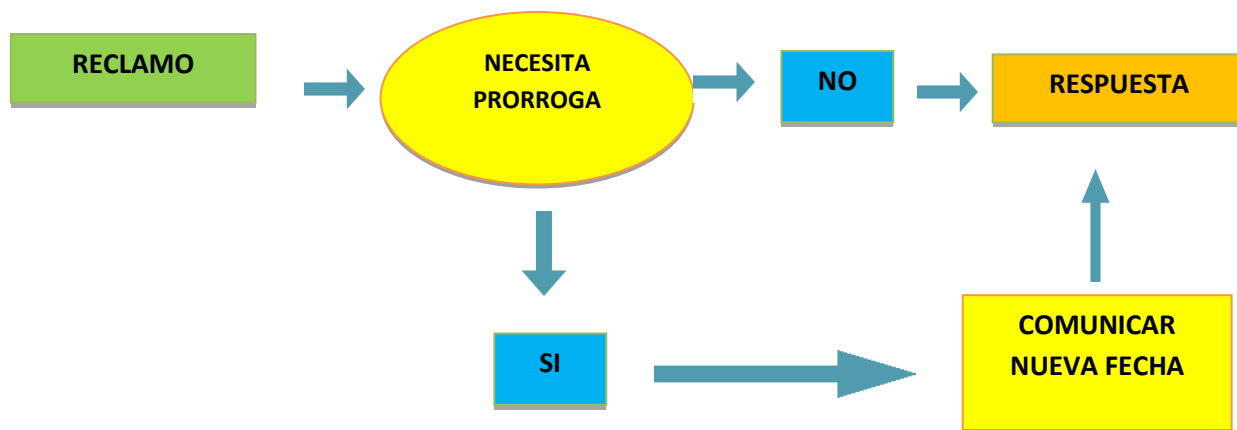 RECLAMO
NECESITA
PRORROGA
NO
RESPUESTA
SI
COMUNICAR
NUEVA FECHA